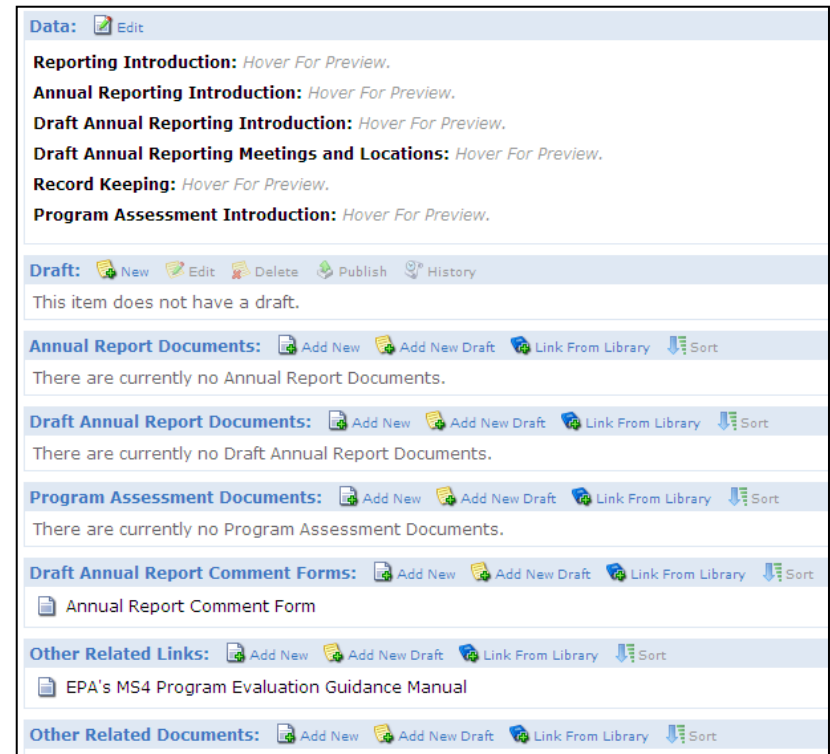 Data: Edit
Reporting Introduction: Hover For Preview.
Annual Reporting Introduction: Hover For Preview.
Draft Annual Reporting Introduction: Hover For Preview.
Draft Annual Reporting Meetings and Locations: Hover For Preview.
Record Keeping: Hover For Preview.
Program Assessment Introduction: Hover For Preview.
Draft: New Edit Delete Publish History
This item does not have a draft.
Annual Report Documents: Add New Add New Draft Link From Library Sort
There are currently no Annual Report Documents.
Draft Annual Report Documents: Add New Add New Draft Link From Library Sort
There are currently no Draft Annual Report Documents.
Program Assessment Documents: Add New Add New Draft Link From Library Sort
There are currently no Program Assessment Documents.
Draft Annual Report Comment Forms: Add New Add New Draft Link From Library Sort
Annual Report Comment Form
Other Related Links: Add New Add New Draft Link From Library Sort
EPA's MS4 Program Evaluation Guidance Manual
Other Related Documents: Add New Add New Draft Link From Library Sort